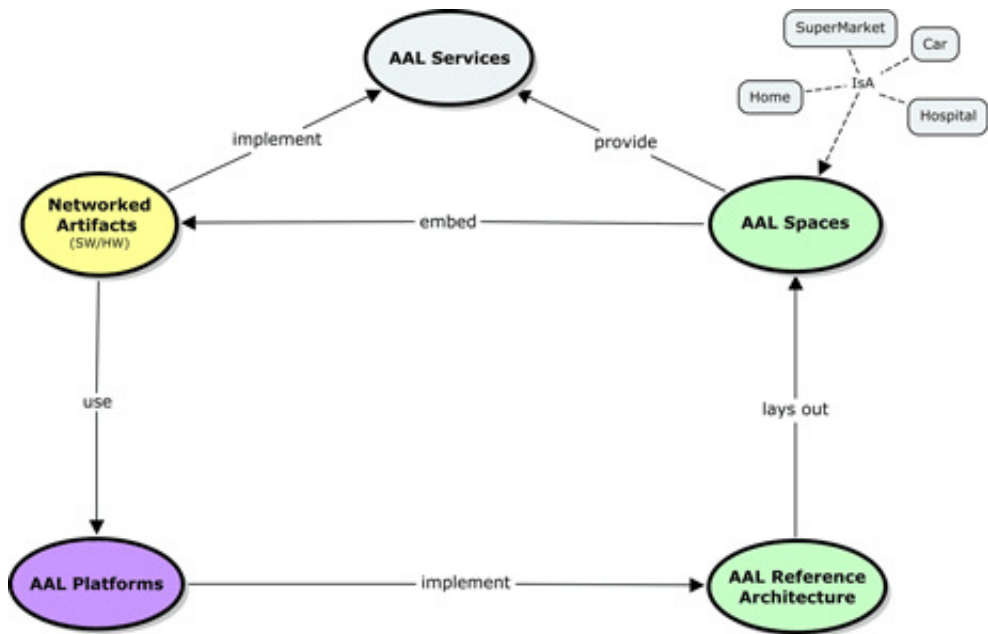 SuperMarket
Car
AAL Services
IsA
Home
Hospital
implement
provide
Networked
Artifacts
(SW/HW)
embed
AAL Spaces
use
lays out
AAL Platforms
implement
AAL Reference
Architecture